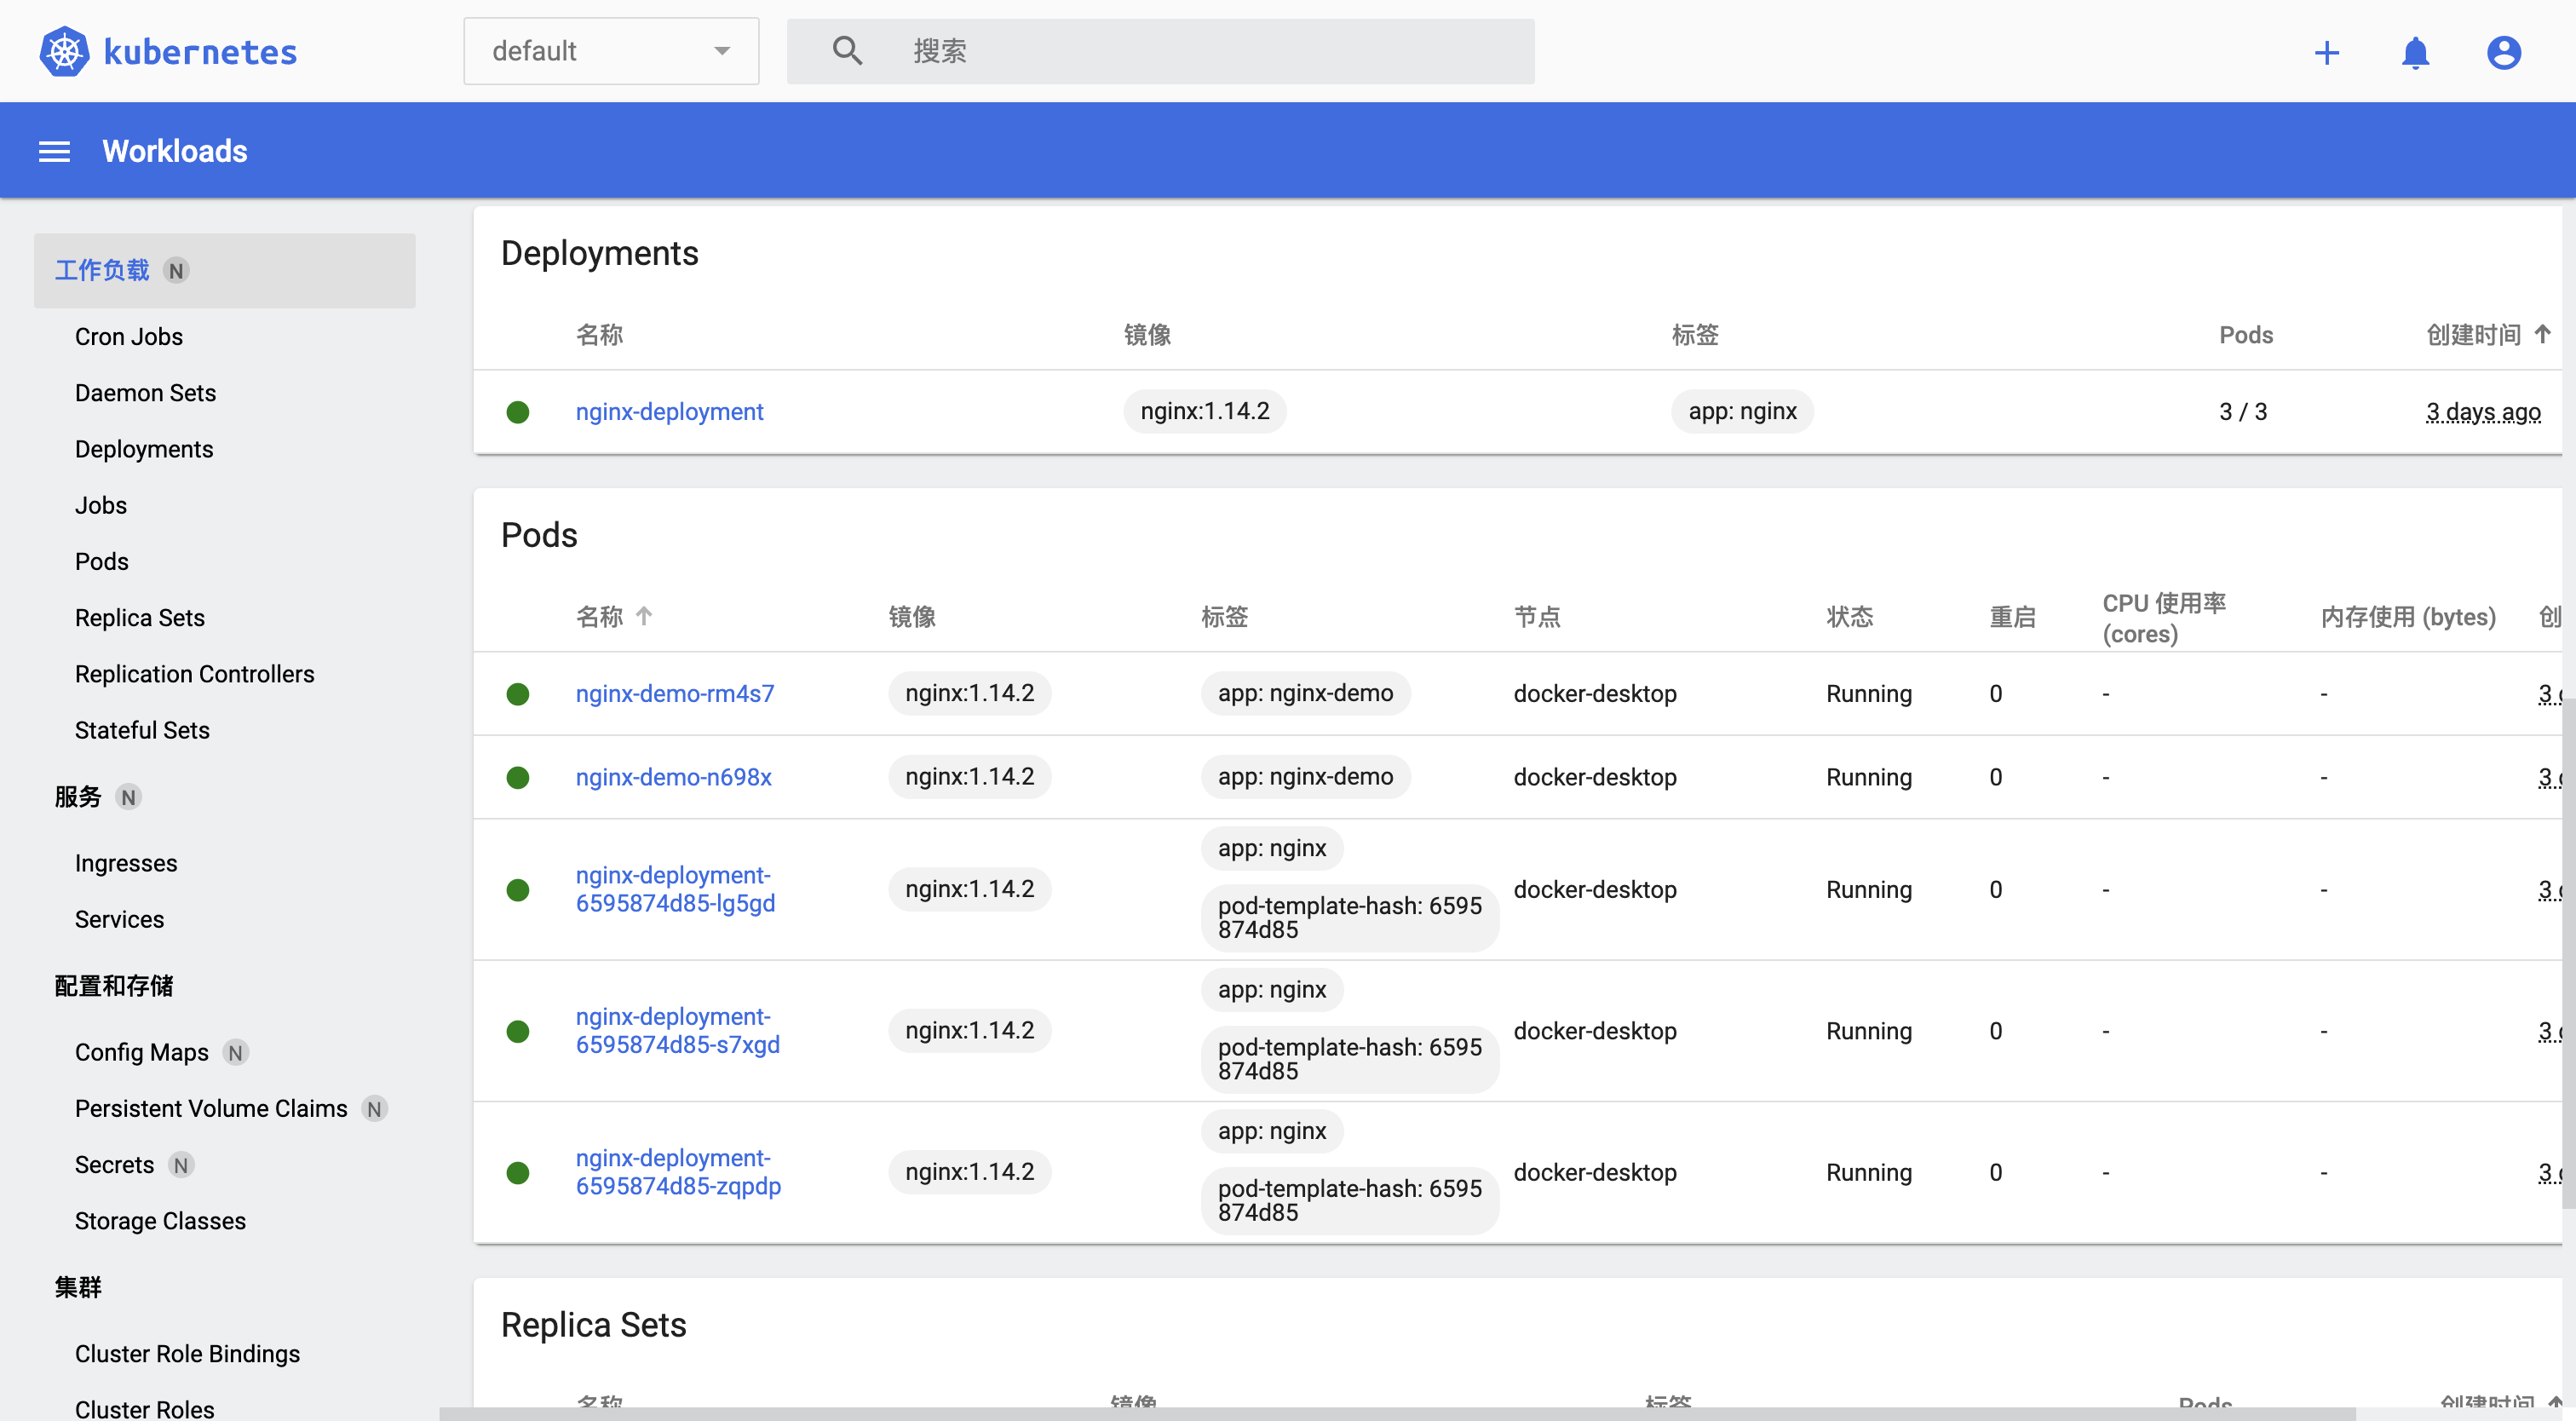 kubernetes
default
搜索
Workloads
工作负载 N
Cron Jobs
Daemon Sets
Deployments
Jobs
Pods
Replica Sets
Replication Controllers
Stateful Sets
服务 N
Ingresses
Services
配置和存储
Config Maps N
Persistent Volume Claims N
Secrets N
Storage Classes
集群
Cluster Role Bindings
Cluster Roles
Deployments
名称 镜像 标签 Pods 创建时间
nginx-deployment nginx:1.14.2 app: nginx 3 / 3 3 days ago
Pods
名称 镜像 标签 节点 状态 重启 CPU 使用率 (cores) 内存使用 (bytes) 创
nginx-demo-rm4s7 nginx:1.14.2 app: nginx-demo docker-desktop Running 0 - - 3
nginx-demo-n698x nginx:1.14.2 app: nginx-demo docker-desktop Running 0 - - 3
app: nginx
nginx-deployment-
6595874d85-lg5gd nginx:1.14.2 docker-desktop Running 0 - - 3
pod-template-hash: 6595
874d85
app: nginx
nginx-deployment-
6595874d85-s7xgd nginx:1.14.2 docker-desktop Running 0 - - 3
pod-template-hash: 6595
874d85
app: nginx
nginx-deployment-
6595874d85-zqpdp nginx:1.14.2 docker-desktop Running 0 - - 3
pod-template-hash: 6595
874d85
Replica Sets
名称 镜像 标签 Pods 创建时间